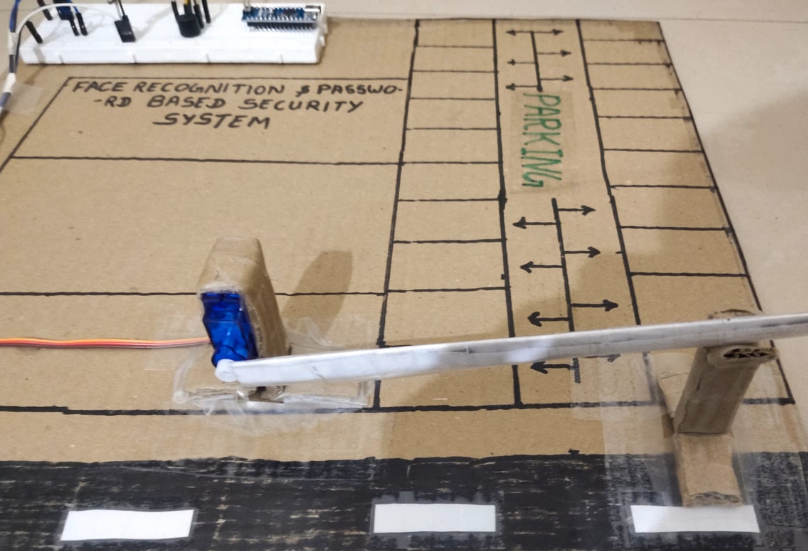 FACE RECOGNITION & PASSWO-
-RD BASED SECURITY
SYSTEM
PARKING